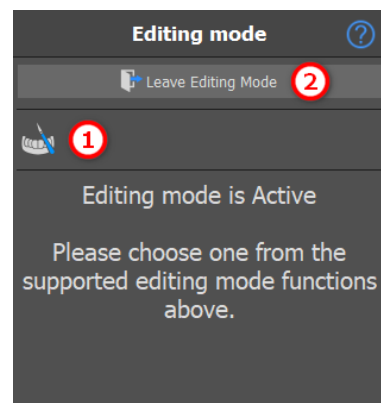 Editing mode ?
Leave Editing Mode 2
1
Editing mode is Active
Please choose one from the
supported editing mode functions
above.